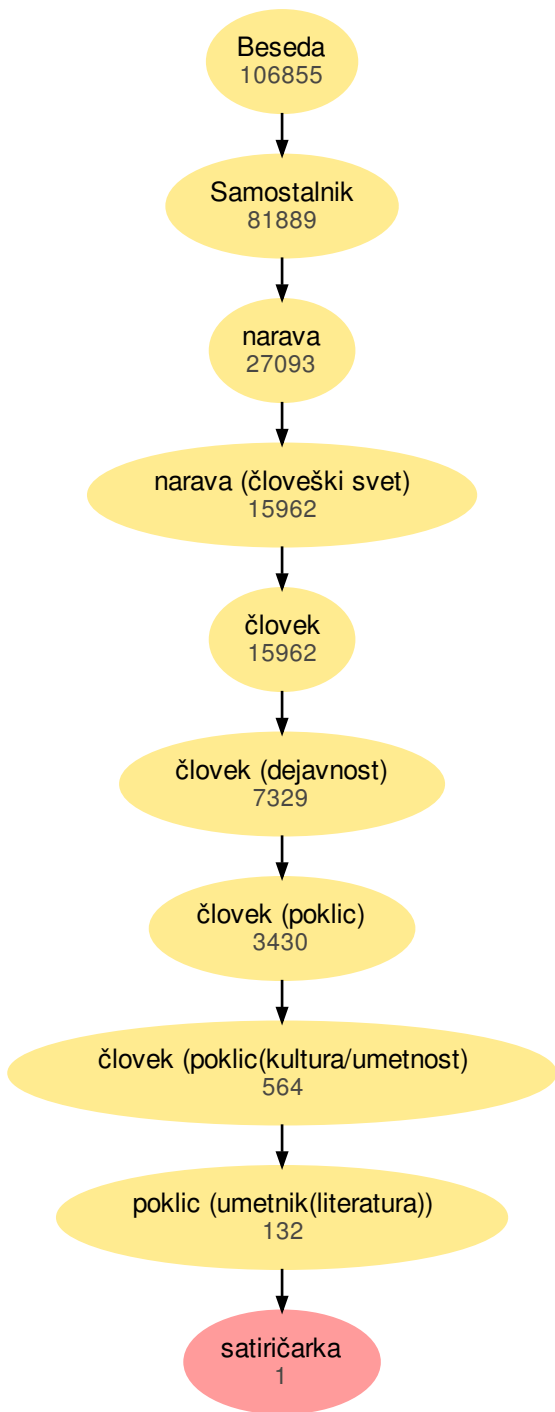 Beseda
106855
Samostalnik
81889
narava
27093
narava (človeški svet)
15962
človek
15962
človek (dejavnost)
7329
človek (poklic)
3430
človek (poklic(kultura/umetnost)
564
poklic (umetnik(literatura))
132
satiričarka
1